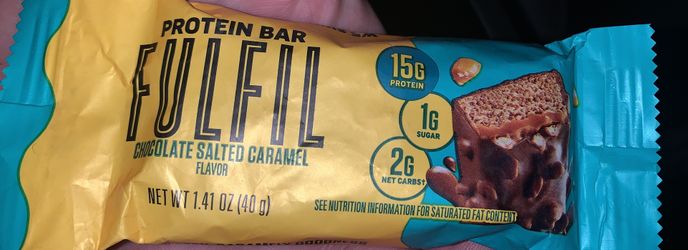 PROTEIN BAR
FULFIL
CHOCOLATE SALTED CARAMEL
FLAVOR
NET WT 1.41 OZ (40 g)
15G
PROTEIN
1G
SUGAR
2G
NET CARBS†
SEE NUTRITION INFORMATION FOR SATURATED FAT CONTENT